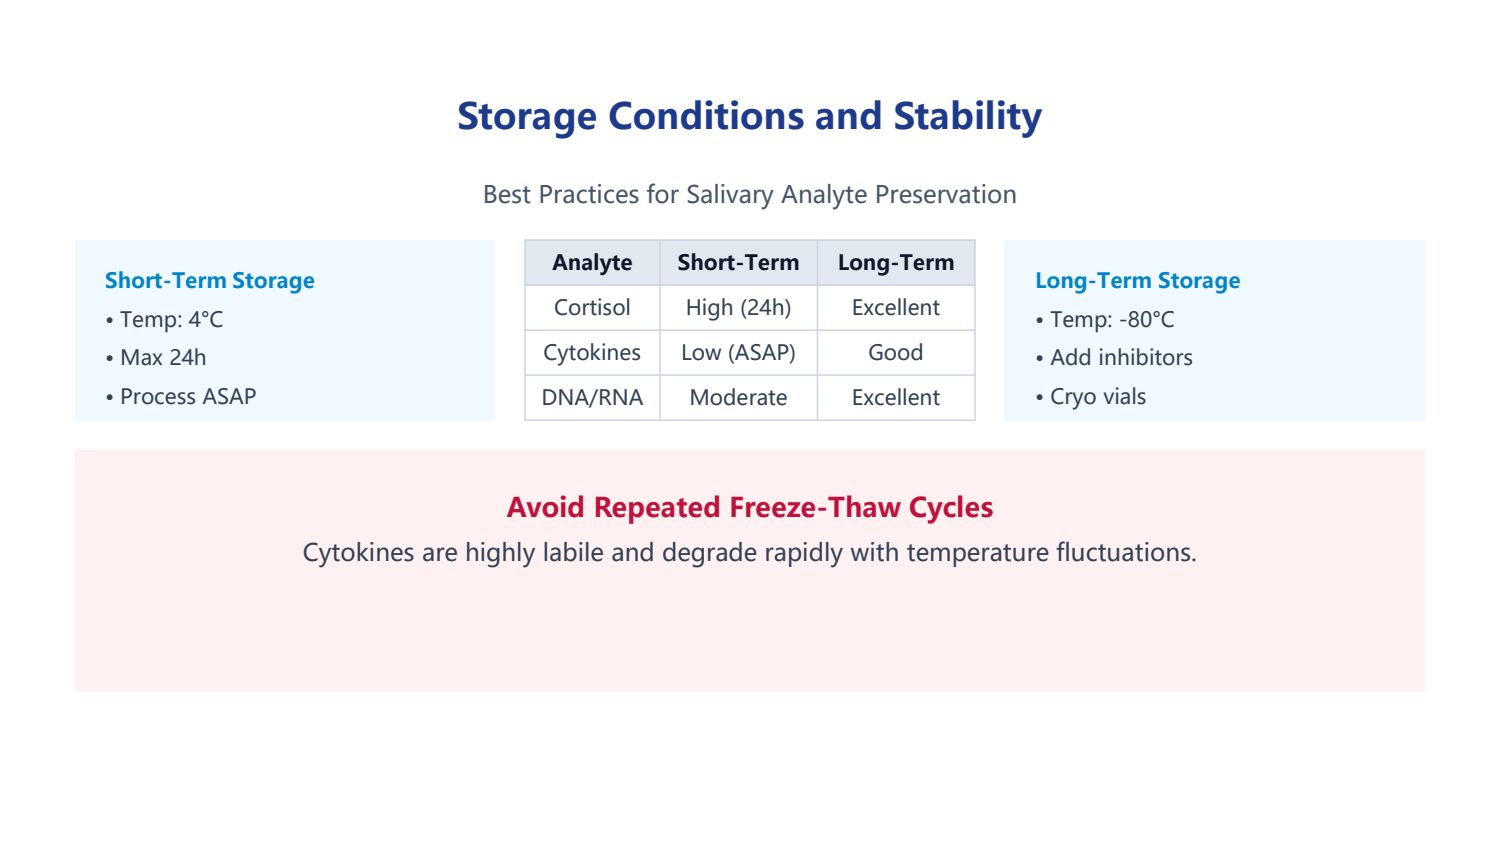 Storage Conditions and Stability
Best Practices for Salivary Analyte Preservation
Short-Term Storage
• Temp: 4°C
• Max 24h
• Process ASAP
Analyte Short-Term Long-Term
Cortisol High (24h) Excellent
Cytokines Low (ASAP) Good
DNA/RNA Moderate Excellent
Long-Term Storage
• Temp: -80°C
• Add inhibitors
• Cryo vials
Avoid Repeated Freeze-Thaw Cycles
Cytokines are highly labile and degrade rapidly with temperature fluctuations.